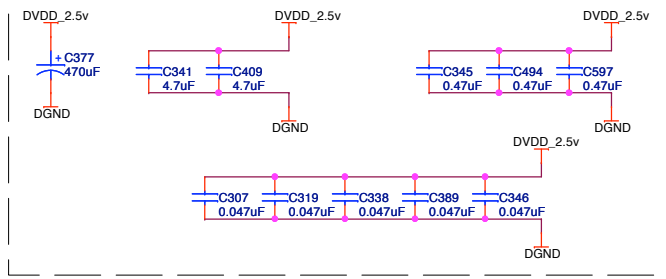 DVDD_2.5v DVDD_2.5v DVDD_2.5v
+ C377 C341 C409 C345 C494 C597
470uF 4.7uF 4.7uF 0.47uF 0.47uF 0.47uF
DGND DGND DGND
DVDD_2.5v
C307 C319 C338 C389 C346
0.047uF 0.047uF 0.047uF 0.047uF 0.047uF
DGND